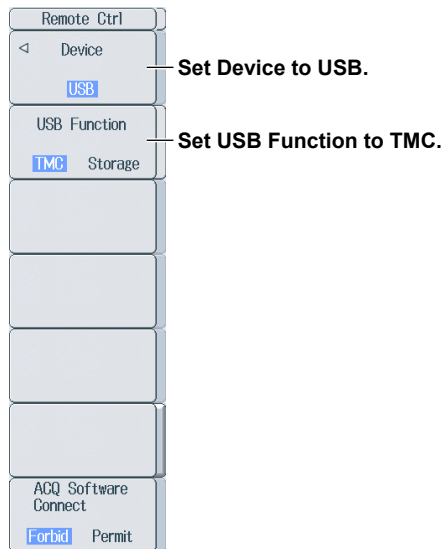 Remote Ctrl
Device
USB
Set Device to USB.
USB Function
TMC Storage
Set USB Function to TMC.
ACQ Software
Connect
Forbid Permit